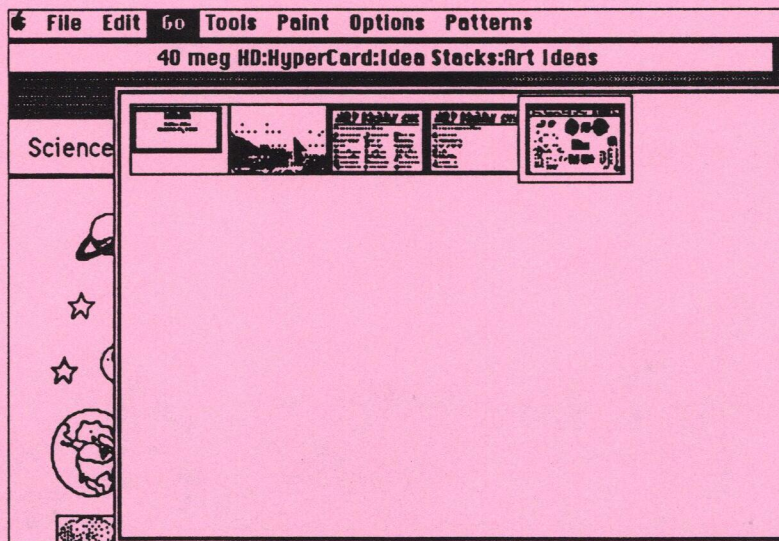 File Edit Go Tools Paint Options Patterns
40 meg HD:HyperCard:Idea Stacks:Art Ideas
Science